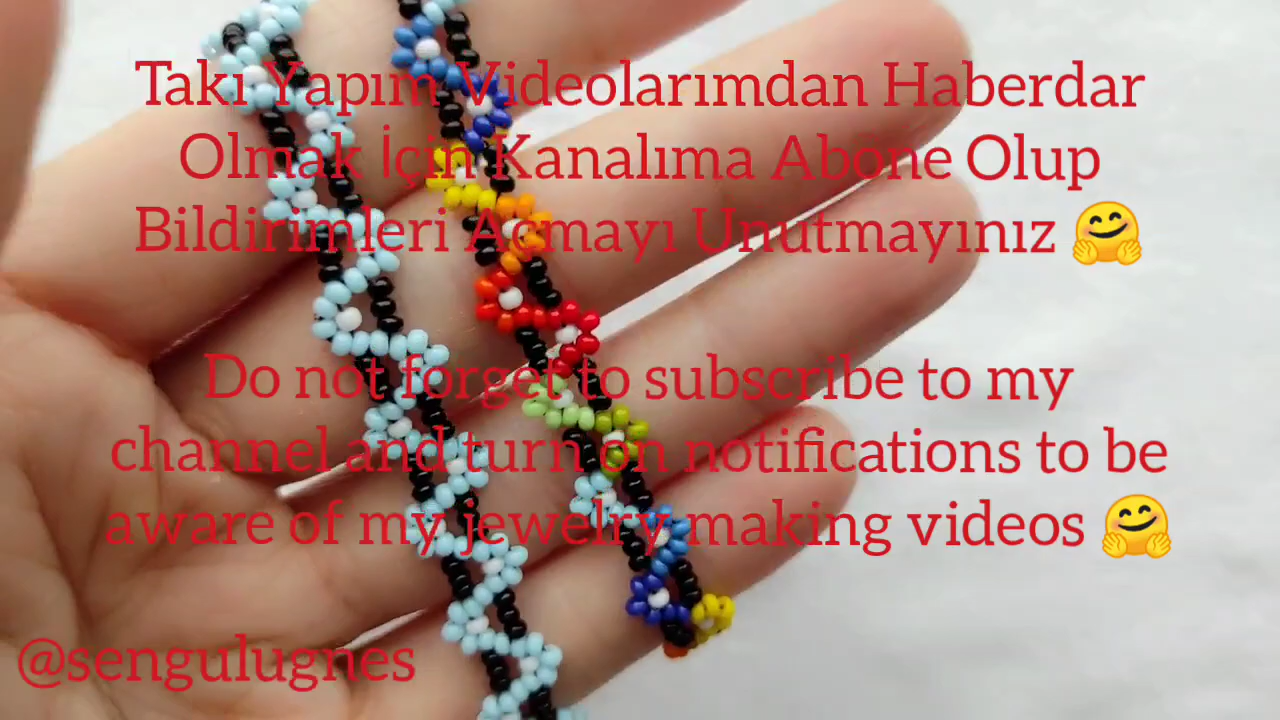 Takı Yapım Videolarımdan Haberdar
Olmak İçin Kanalıma Abone Olup
Bildirimleri Açmayı Unutmayınız 🤗
Do not forget to subscribe to my
channel and turn on notifications to be
aware of my jewelry making videos 🤗
@sengulugnes